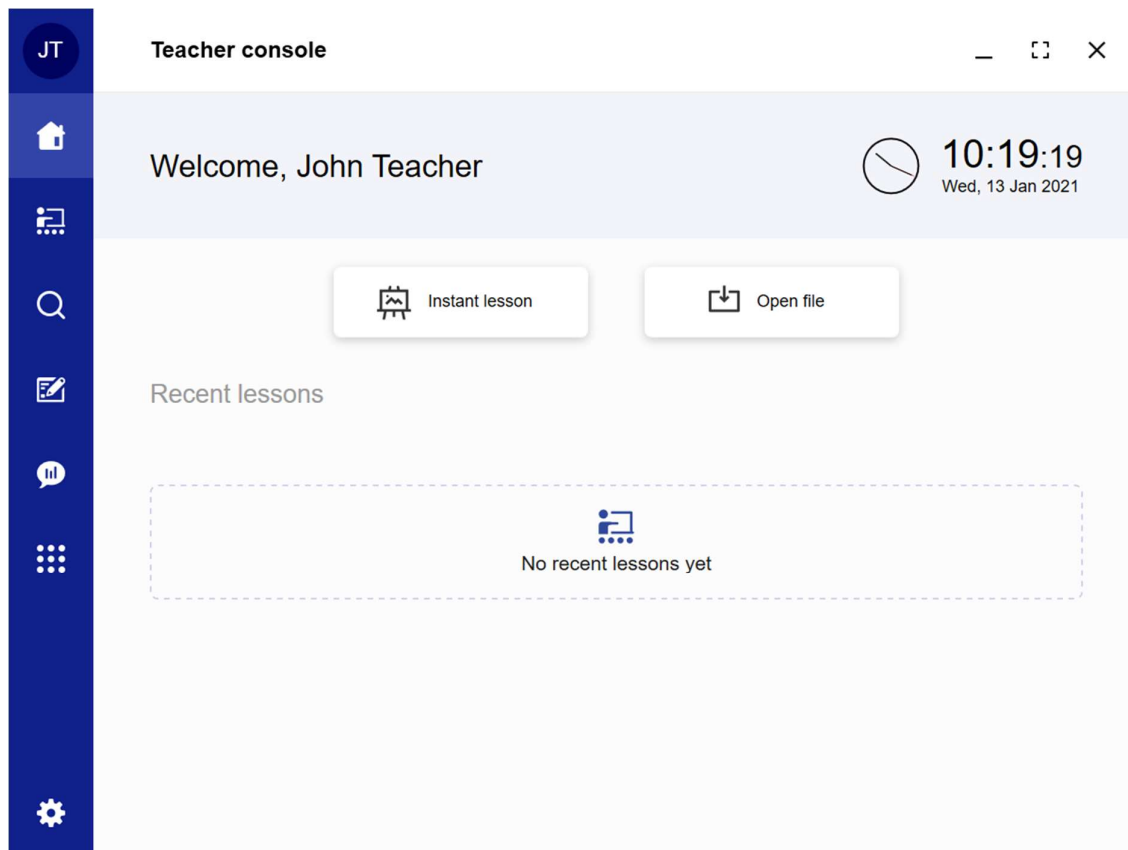 JT
Teacher console
Welcome, John Teacher
10:19:19
Wed, 13 Jan 2021
Instant lesson
Open file
Recent lessons
No recent lessons yet